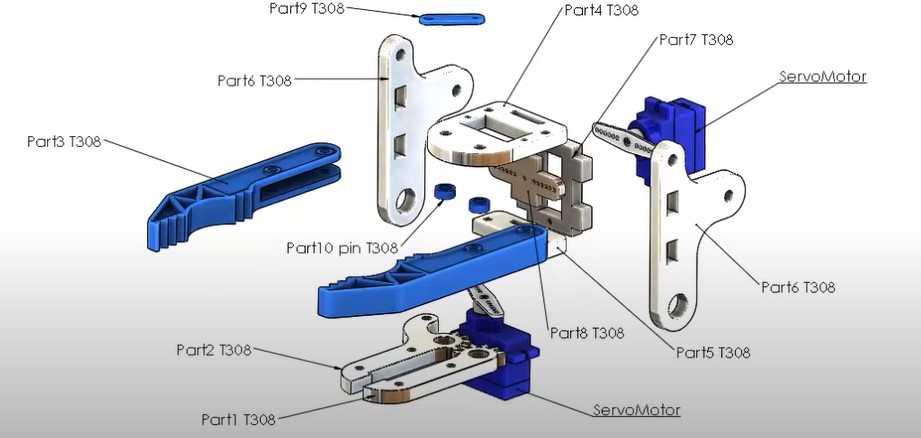 Part9 T308
Part4 T308
Part7 T308
Part6 T308
ServoMotor
Part3 T308
Part10 pin T308
Part6 T308
Part8 T308
Part2 T308
Part5 T308
Part1 T308
ServoMotor